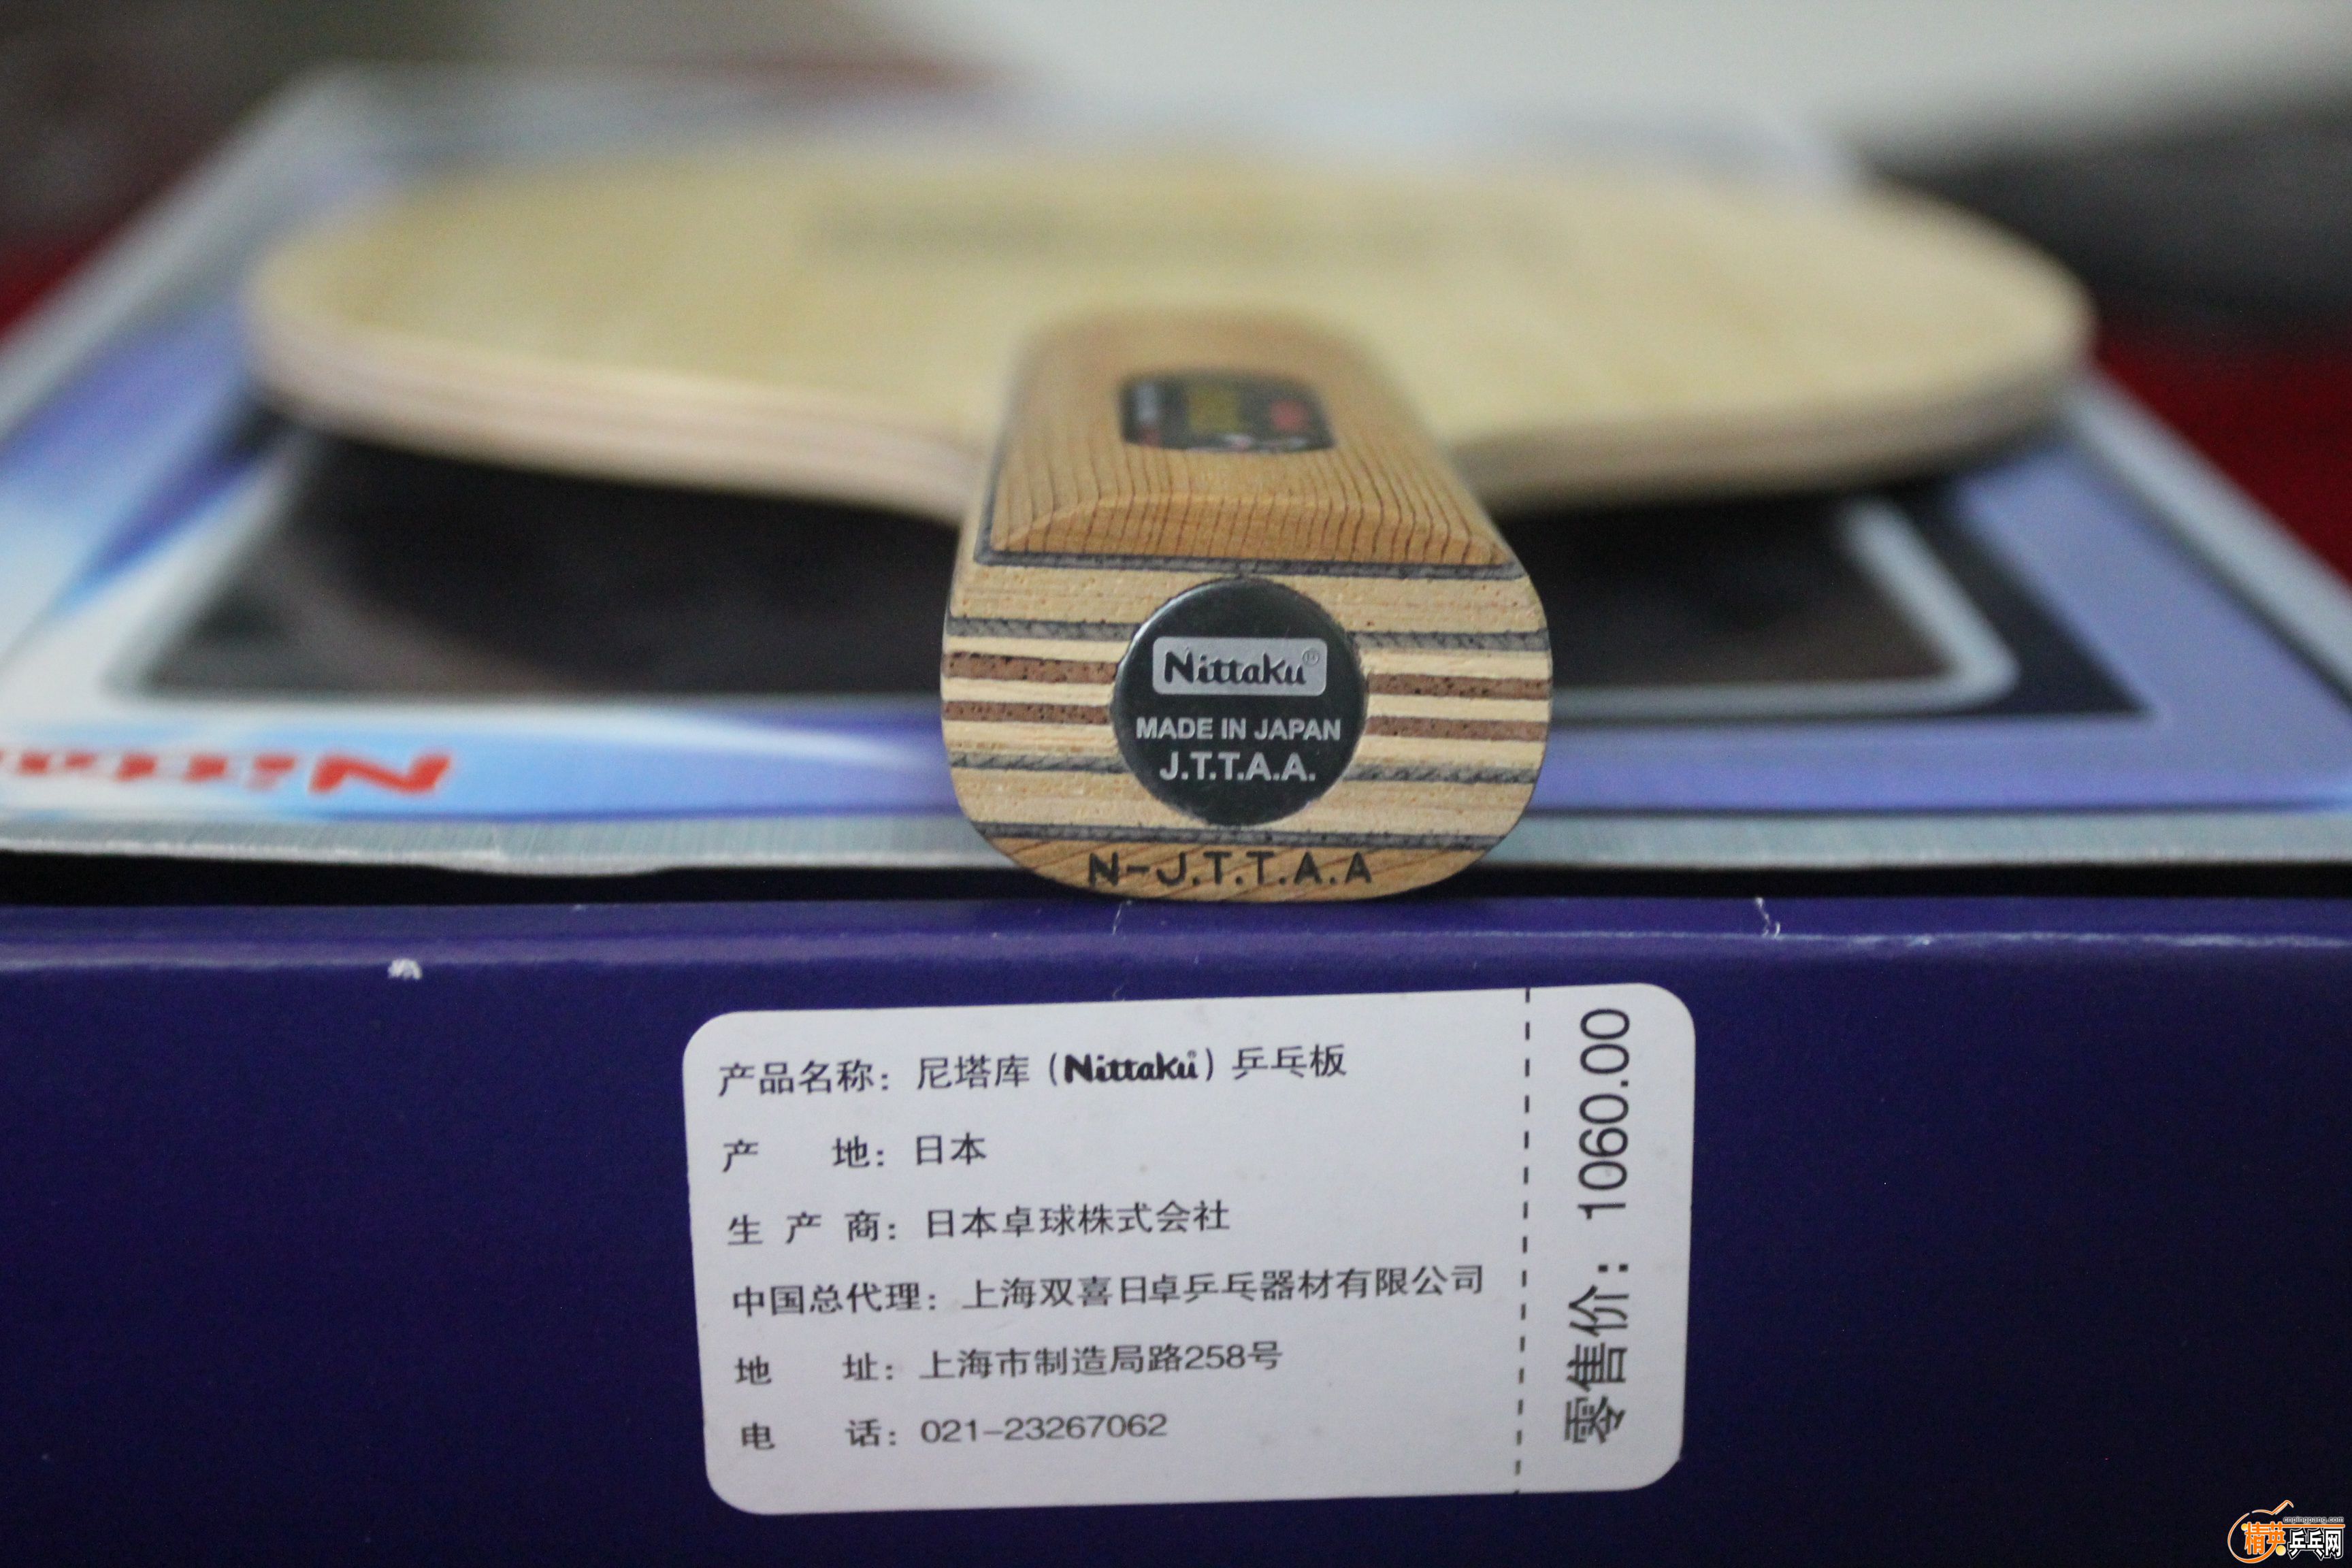 Nittaku®
MADE IN JAPAN
J.T.T.A.A.
N-J.T.T.A.A
产品名称：尼塔库（Nittaku®）乒乓板
产 地：日本
生产商：日本卓球株式会社
中国总代理：上海双喜日卓乒乓器材有限公司
地 址：上海市制造局路258号
电 话：021-23267062
零售价：1060.00
cnpingpang.com
精英乒乓网